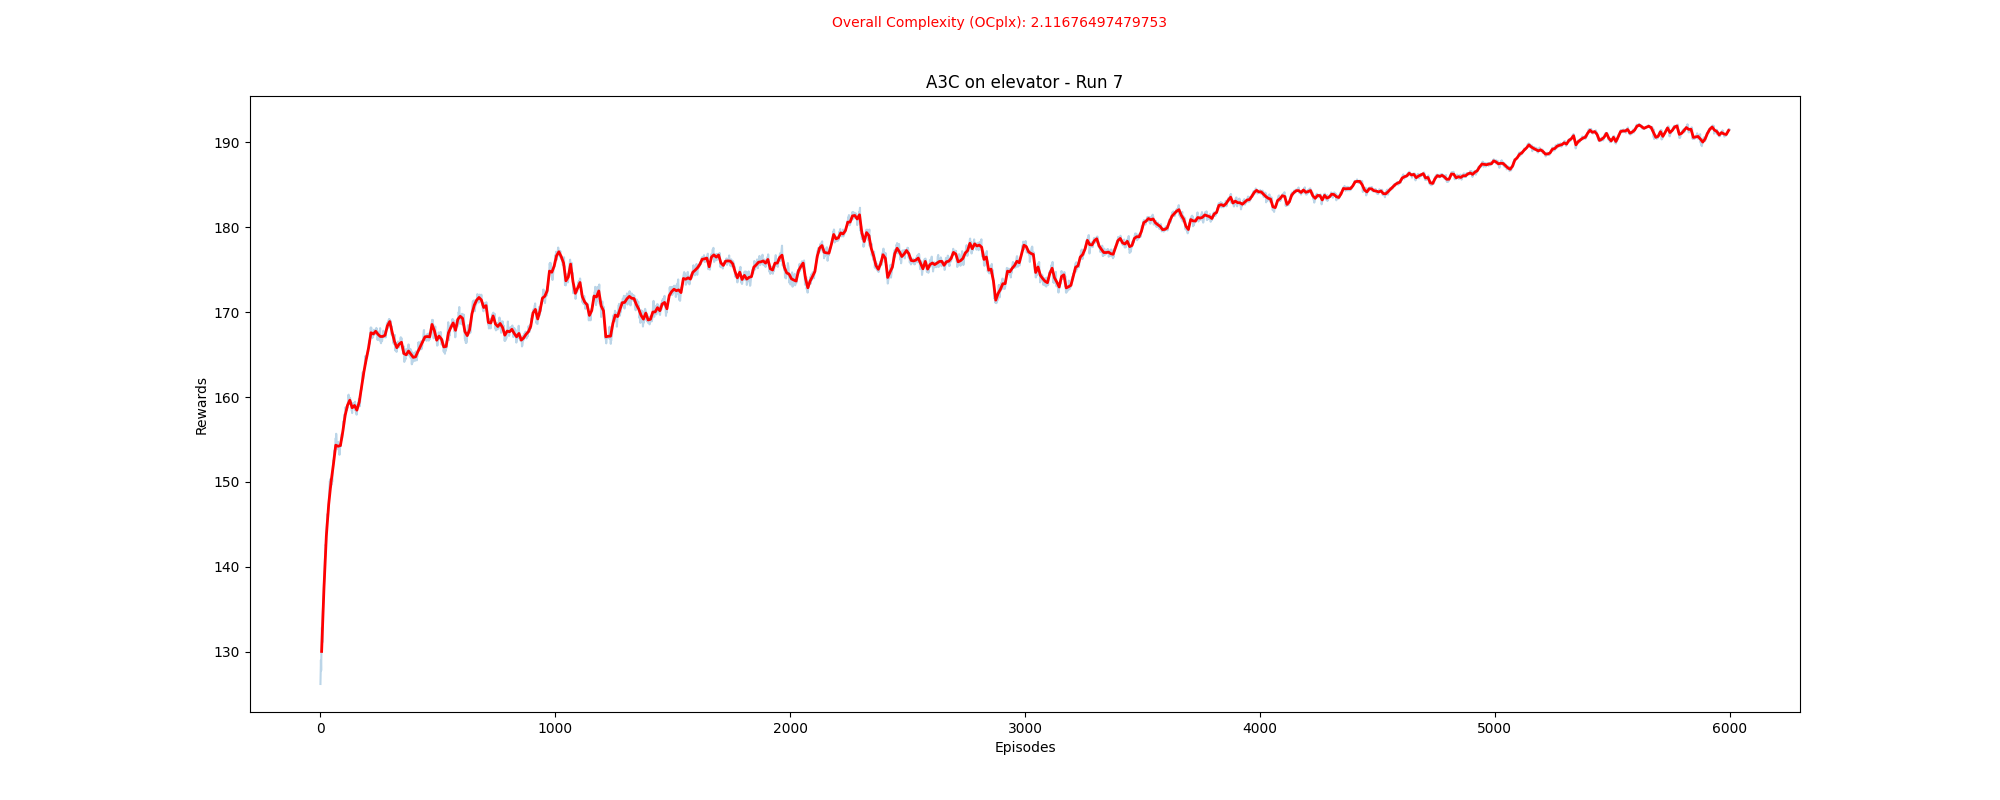 Overall Complexity (OCplx): 2.11676497479753
A3C on elevator - Run 7
Rewards
190
180
170
160
150
140
130
0 1000 2000 3000 4000 5000 6000
Episodes